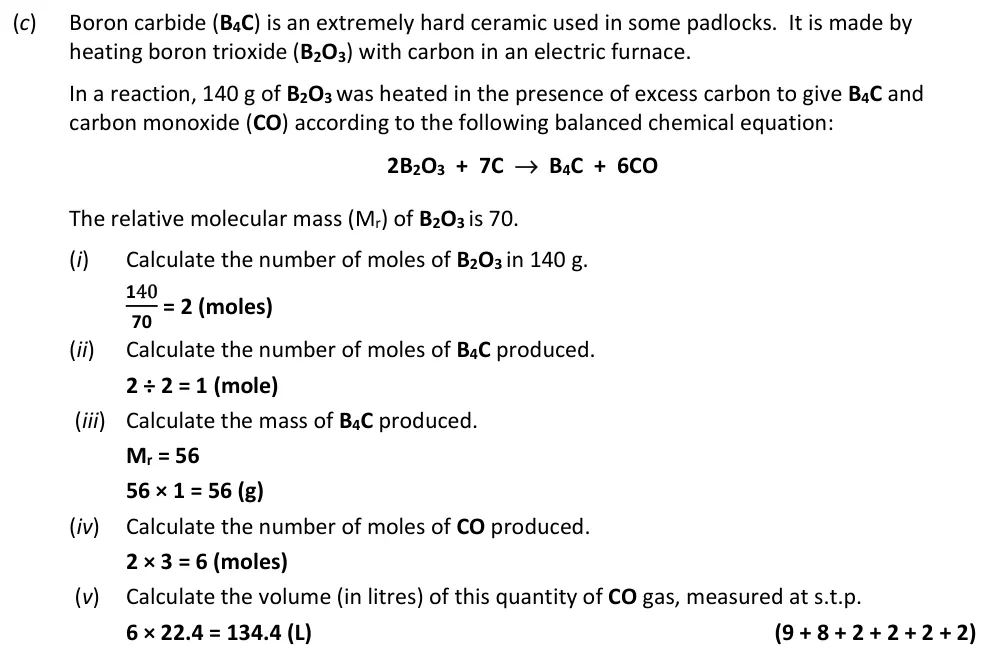 (c) Boron carbide (B₄C) is an extremely hard ceramic used in some padlocks. It is made by
heating boron trioxide (B₂O₃) with carbon in an electric furnace.
In a reaction, 140 g of B₂O₃ was heated in the presence of excess carbon to give B₄C and
carbon monoxide (CO) according to the following balanced chemical equation:
2B₂O₃ + 7C → B₄C + 6CO
The relative molecular mass (Mᵣ) of B₂O₃ is 70.
(i) Calculate the number of moles of B₂O₃ in 140 g.
140/70 = 2 (moles)
(ii) Calculate the number of moles of B₄C produced.
2 ÷ 2 = 1 (mole)
(iii) Calculate the mass of B₄C produced.
Mᵣ = 56
56 × 1 = 56 (g)
(iv) Calculate the number of moles of CO produced.
2 × 3 = 6 (moles)
(v) Calculate the volume (in litres) of this quantity of CO gas, measured at s.t.p.
6 × 22.4 = 134.4 (L) (9 + 8 + 2 + 2 + 2 + 2)